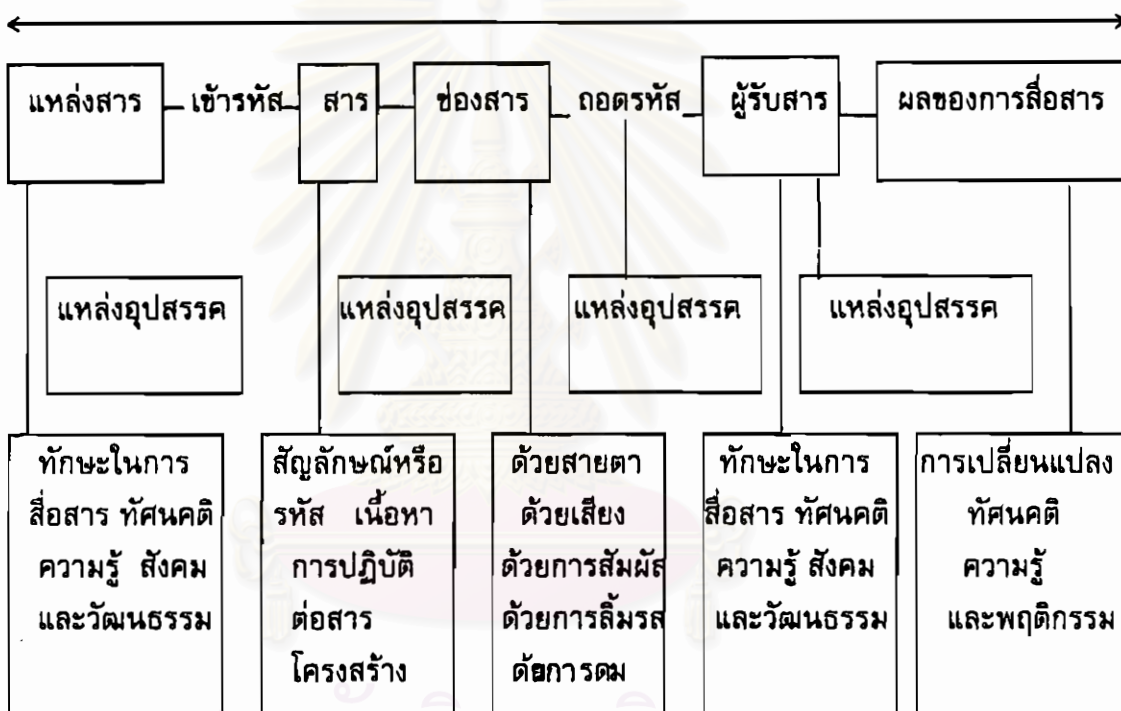 แหล่งสาร เข้ารหัส สาร ช่องสาร ถอดรหัส ผู้รับสาร ผลของการสื่อสาร
แหล่งอุปสรรค แหล่งอุปสรรค แหล่งอุปสรรค แหล่งอุปสรรค
ทักษะในการ
สื่อสาร ทัศนคติ
ความรู้ สังคม
และวัฒนธรรม
สัญลักษณ์หรือ
รหัส เนื้อหา
การปฏิบัติ
ต่อสาร
โครงสร้าง
ด้วยสายตา
ด้วยเสียง
ด้วยการสัมผัส
ด้วยการลิ้มรส
ด้วยการดม
ทักษะในการ
สื่อสาร ทัศนคติ
ความรู้ สังคม
และวัฒนธรรม
การเปลี่ยนแปลง
ทัศนคติ
ความรู้
และพฤติกรรม